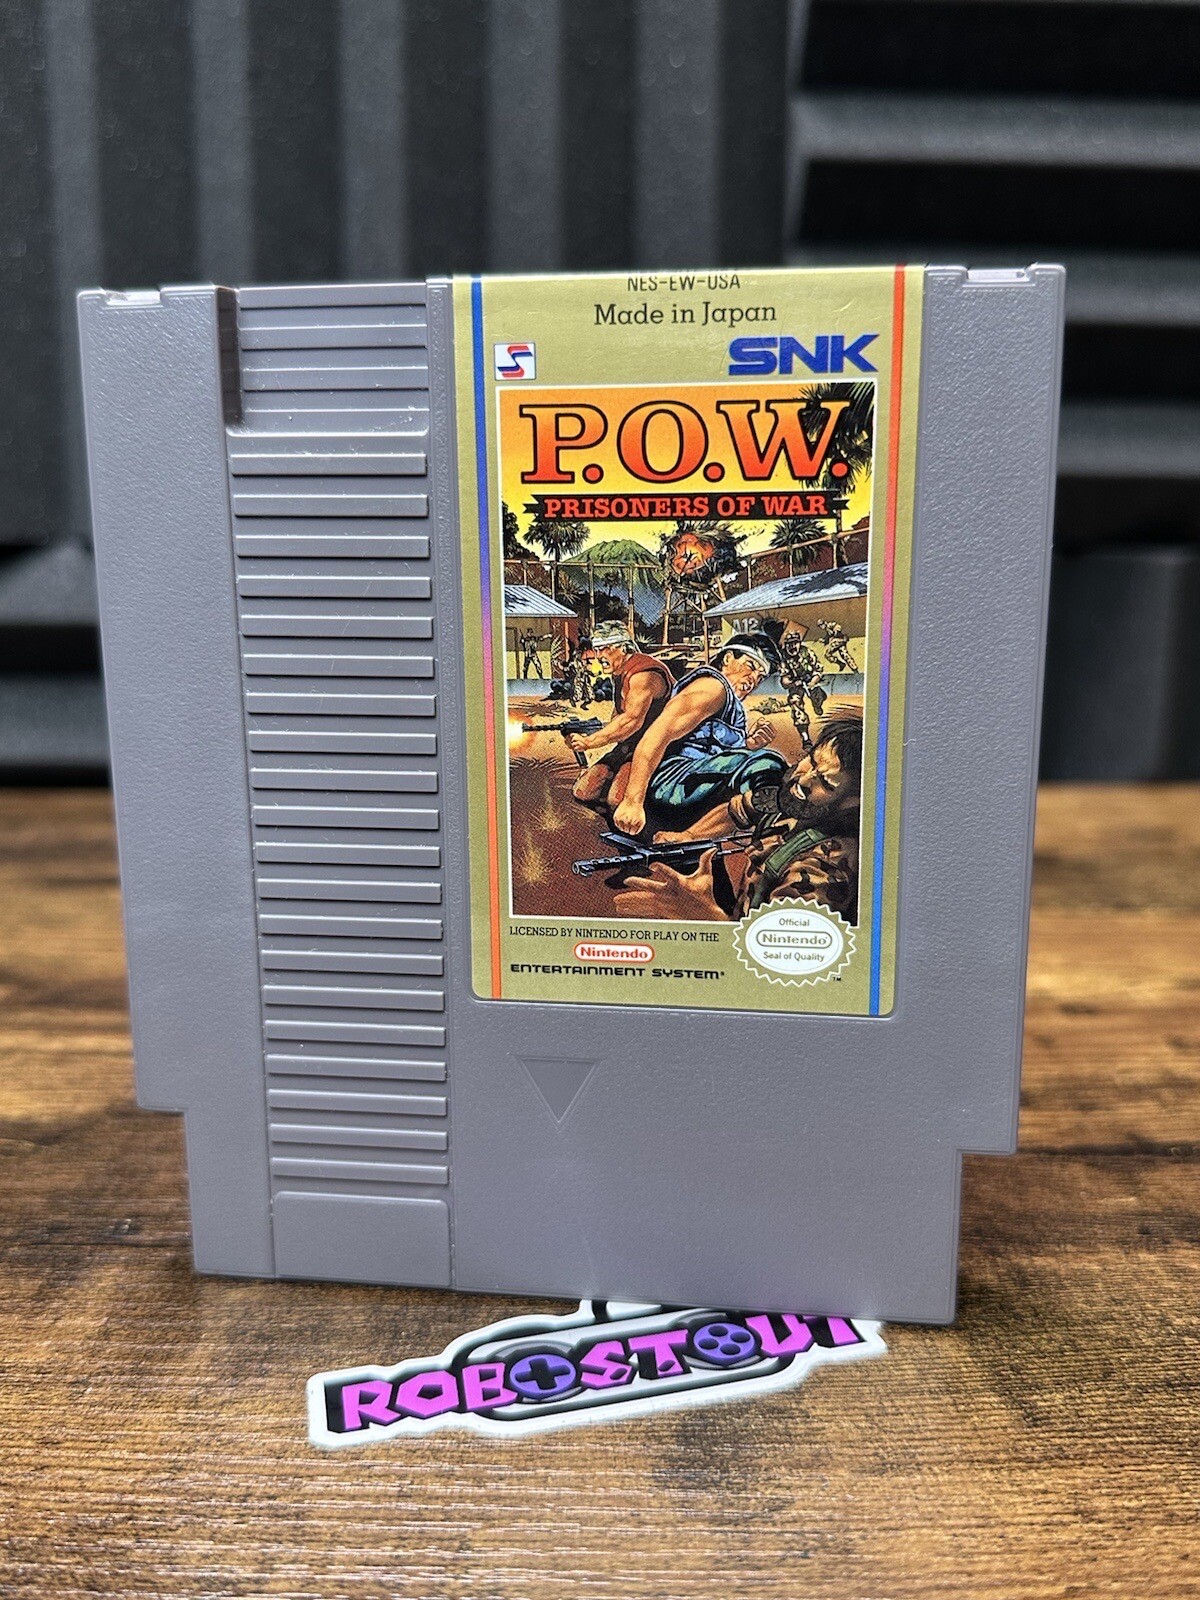 NES-EW-USA
Made in Japan
SNK
P.O.W.
PRISONERS OF WAR
A12
LICENSED BY NINTENDO FOR PLAY ON THE
Nintendo
ENTERTAINMENT SYSTEM®
Official
Nintendo
Seal of Quality
TM
ROBOSTOUT